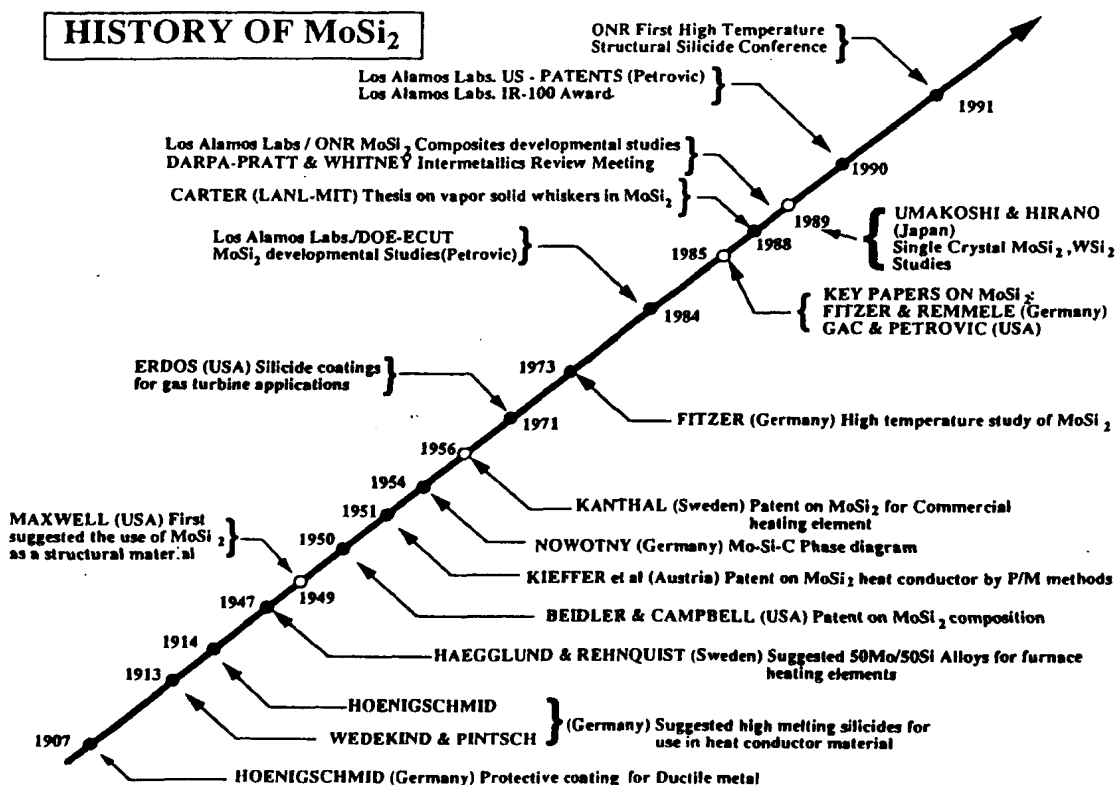 HISTORY OF MoSi2
ONR First High Temperature
Structural Silicide Conference
1991
Los Alamos Labs. US - PATENTS (Petrovic)
Los Alamos Labs. IR-100 Award
1990
Los Alamos Labs / ONR MoSi2 Composites developmental studies
DARPA-PRATT & WHITNEY Intermetallics Review Meeting
1989
CARTER (LANL-MIT) Thesis on vapor solid whiskers in MoSi2
1988
UMAKOSHI & HIRANO
(Japan)
Single Crystal MoSi2 ,WSi2
Studies
Los Alamos Labs./DOE-ECUT
MoSi2 developmental Studies(Petrovic)
1985
KEY PAPERS ON MoSi2:
FITZER & REMMELE (Germany)
GAC & PETROVIC (USA)
1984
ERDOS (USA) Silicide coatings
for gas turbine applications
1973
FITZER (Germany) High temperature study of MoSi2
1971
1956
KANTHAL (Sweden) Patent on MoSi2 for Commercial
heating element
1954
NOWOTNY (Germany) Mo-Si-C Phase diagram
1951
KIEFFER et al (Austria) Patent on MoSi2 heat conductor by P/M methods
MAXWELL (USA) First
suggested the use of MoSi2
as a structural material
1950
BEIDLER & CAMPBELL (USA) Patent on MoSi2 composition
1949
1947
HAEGGLUND & REHNQUIST (Sweden) Suggested 50Mo/50Si Alloys for furnace
heating elements
1914
HOENIGSCHMID
1913
WEDEKIND & PINTSCH
(Germany) Suggested high melting silicides for
use in heat conductor material
1907
HOENIGSCHMID (Germany) Protective coating for Ductile metal